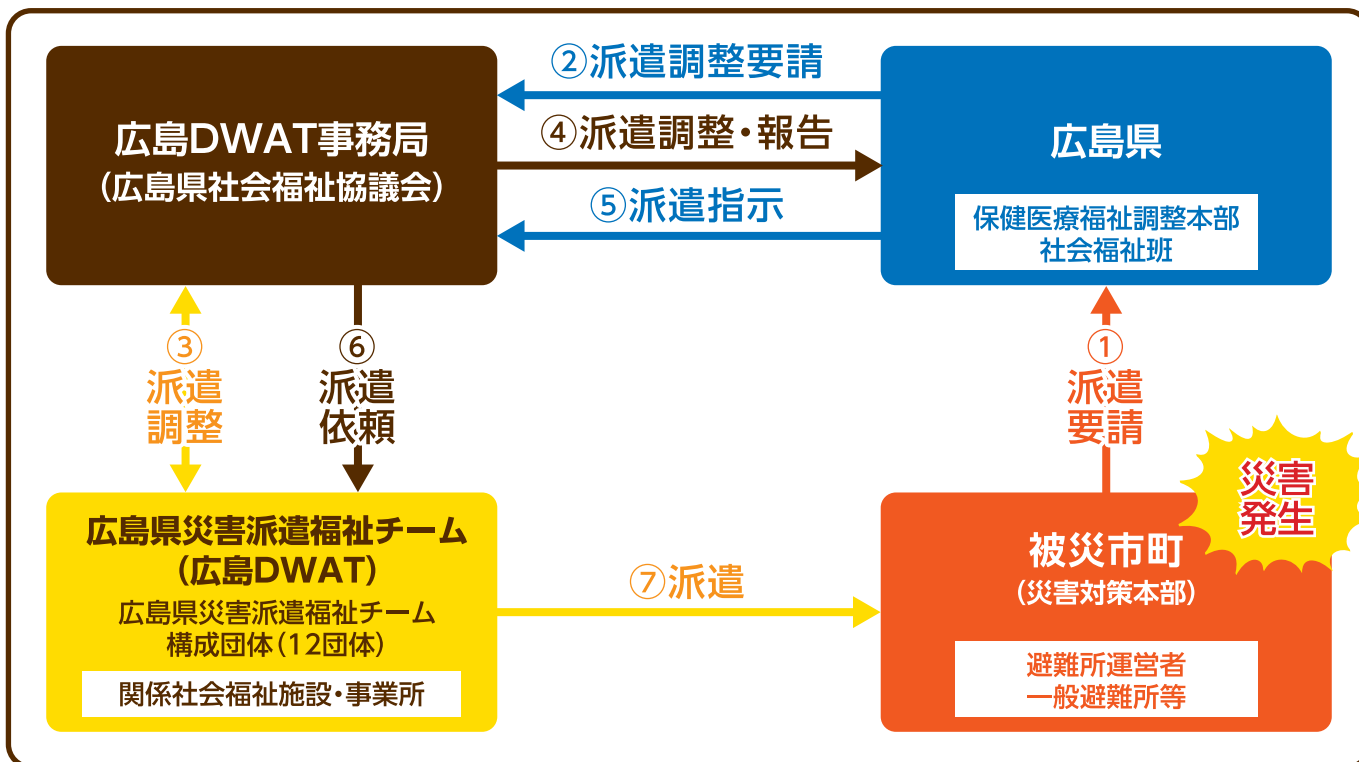 広島DWAT事務局
（広島県社会福祉協議会）
②派遣調整要請
④派遣調整・報告
⑤派遣指示
広島県
保健医療福祉調整本部
社会福祉班
③
派遣
調整
⑥
派遣
依頼
①
派遣
要請
災害
発生
広島県災害派遣福祉チーム
（広島DWAT）
広島県災害派遣福祉チーム
構成団体（12団体）
関係社会福祉施設・事業所
⑦派遣
被災市町
（災害対策本部）
避難所運営者
一般避難所等